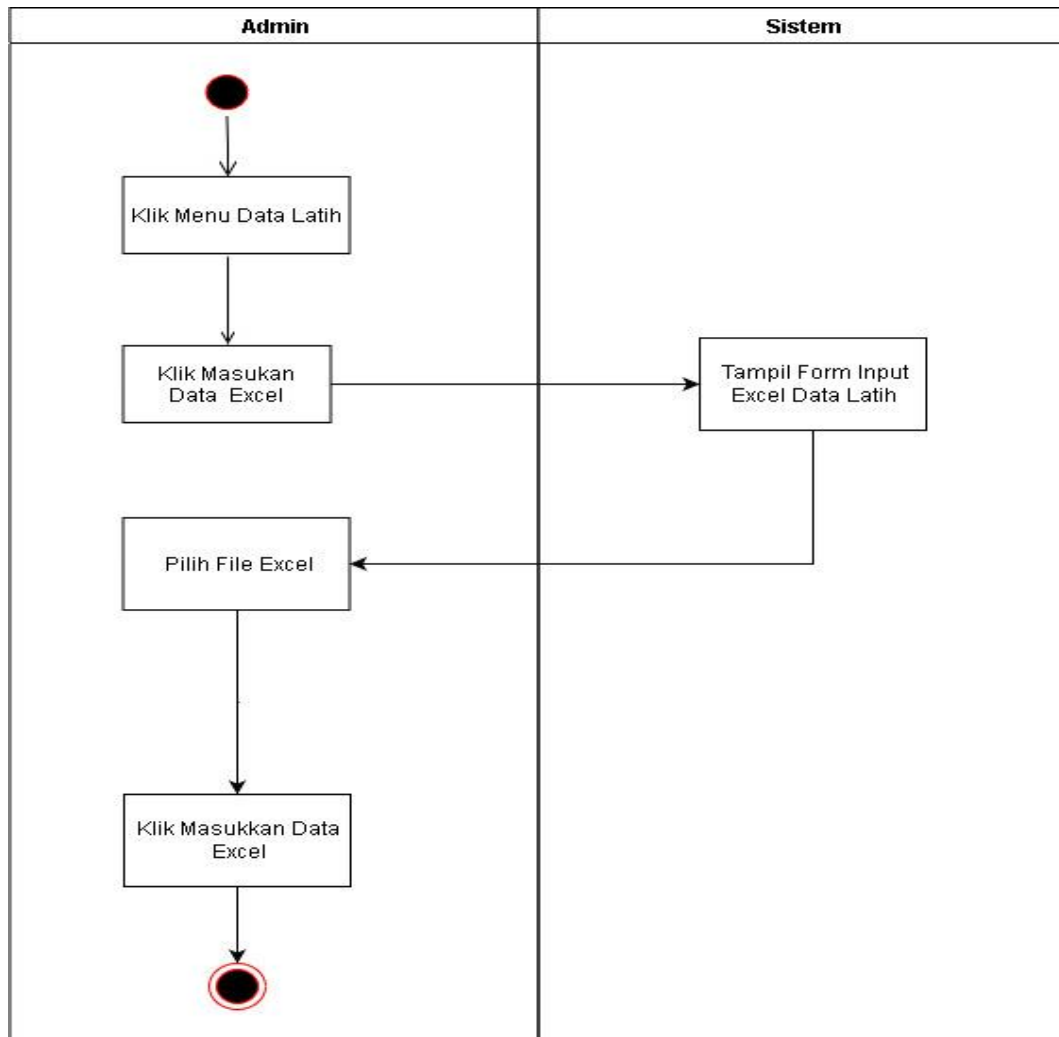 Admin
Sistem
Klik Menu Data Latih
Klik Masukan
Data Excel
Tampil Form Input
Excel Data Latih
Pilih File Excel
Klik Masukkan Data
Excel